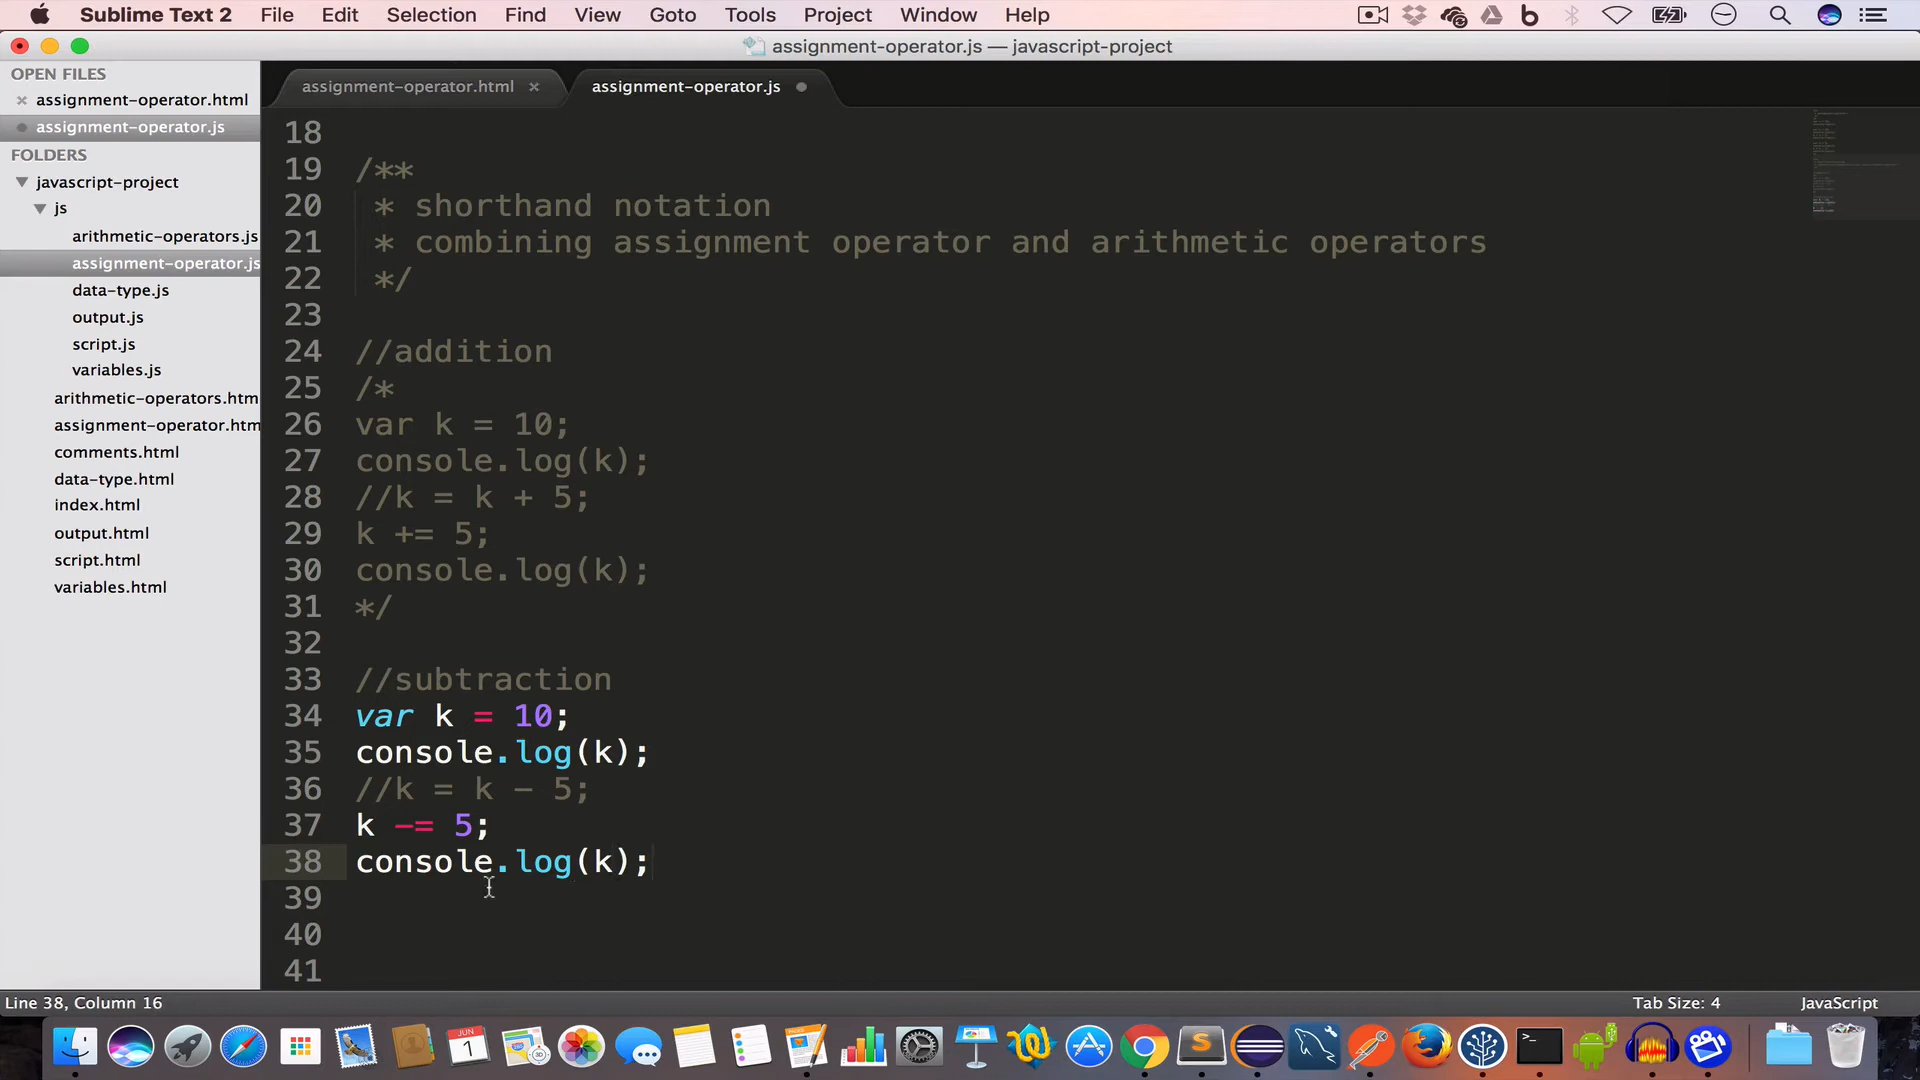 Sublime Text 2 File Edit Selection Find View Goto Tools Project Window Help
assignment-operator.js — javascript-project
OPEN FILES
assignment-operator.html
assignment-operator.js
FOLDERS
javascript-project
js
arithmetic-operators.js
assignment-operator.js
data-type.js
output.js
script.js
variables.js
arithmetic-operators.htm
assignment-operator.htm
comments.html
data-type.html
index.html
output.html
script.html
variables.html
assignment-operator.html × assignment-operator.js
18
19 /**
20 * shorthand notation
21 * combining assignment operator and arithmetic operators
22 */
23
24 //addition
25 /*
26 var k = 10;
27 console.log(k);
28 //k = k + 5;
29 k += 5;
30 console.log(k);
31 */
32
33 //subtraction
34 var k = 10;
35 console.log(k);
36 //k = k - 5;
37 k -= 5;
38 console.log(k);
39
40
41
Line 38, Column 16 Tab Size: 4 JavaScript
JUN
1